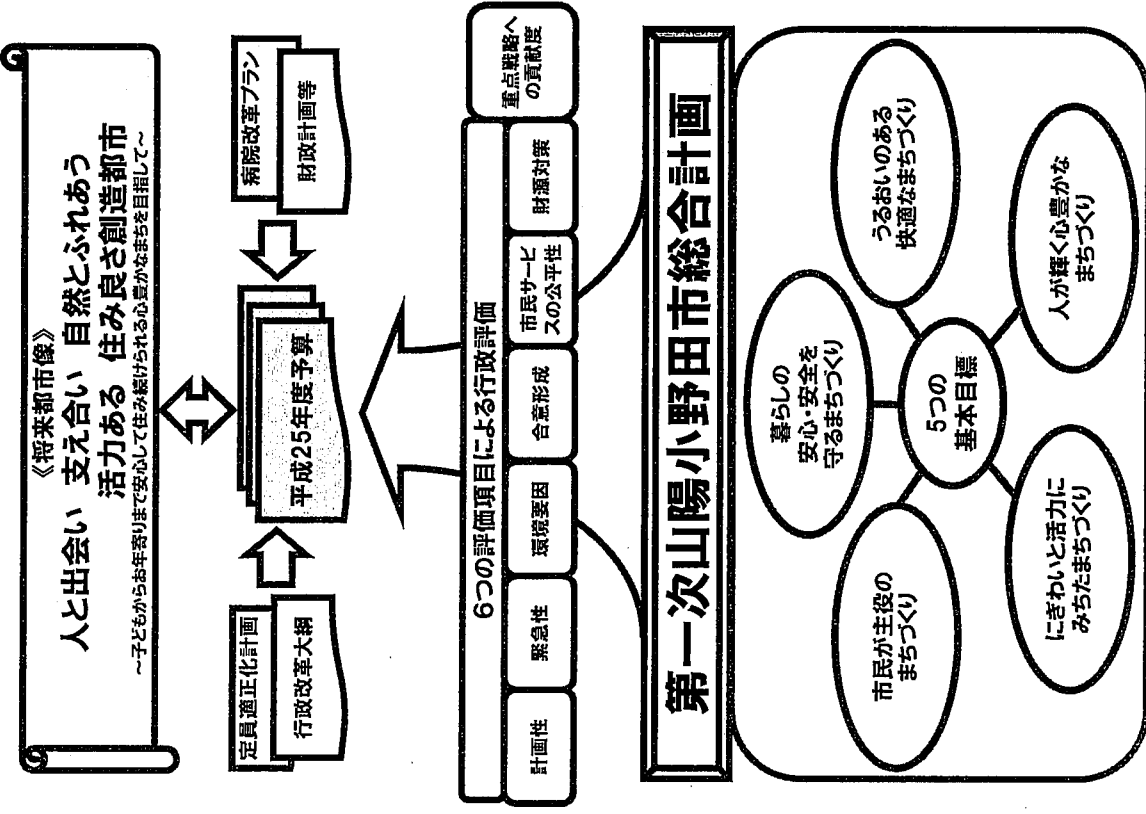 《将来都市像》
人と出会い 支え合い 自然とふれあう
活力ある 住み良さ創造都市
～子どもからお年寄りまで安心して住み続けられる心豊かなまちを目指して～
定員適正化計画
行政改革大綱
平成25年度予算
病院改革プラン
財政計画等
6つの評価項目による行政評価
計画性
緊急性
環境要因
合意形成
市民サービ
スの公平性
財源対策
重点戦略へ
の貢献度
第一次山陽小野田市総合計画
暮らしの
安心・安全を
守るまちづくり
市民が主役の
まちづくり
うるおいのある
快適なまちづくり
5つの
基本目標
にぎわいと活力に
みちたまちづくり
人が輝く心豊かな
まちづくり